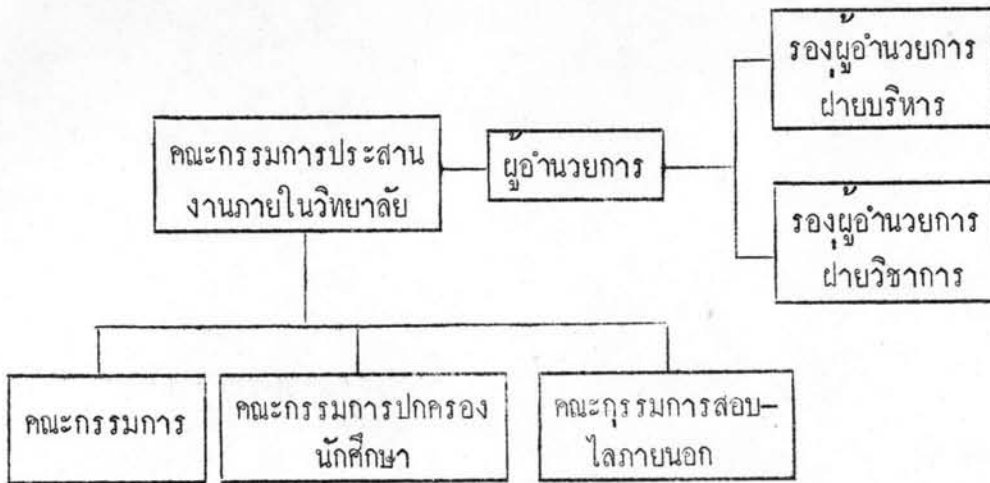 รองผู้อำนวยการ
ฝ่ายบริหาร
คณะกรรมการประสาน
งานภายในวิทยาลัย
ผู้อำนวยการ
รองผู้อำนวยการ
ฝ่ายวิชาการ
คณะกรรมการ
คณะกรรมการปกครอง
นักศึกษา
คณะกรรมการสอบ-
ไลภายนอก